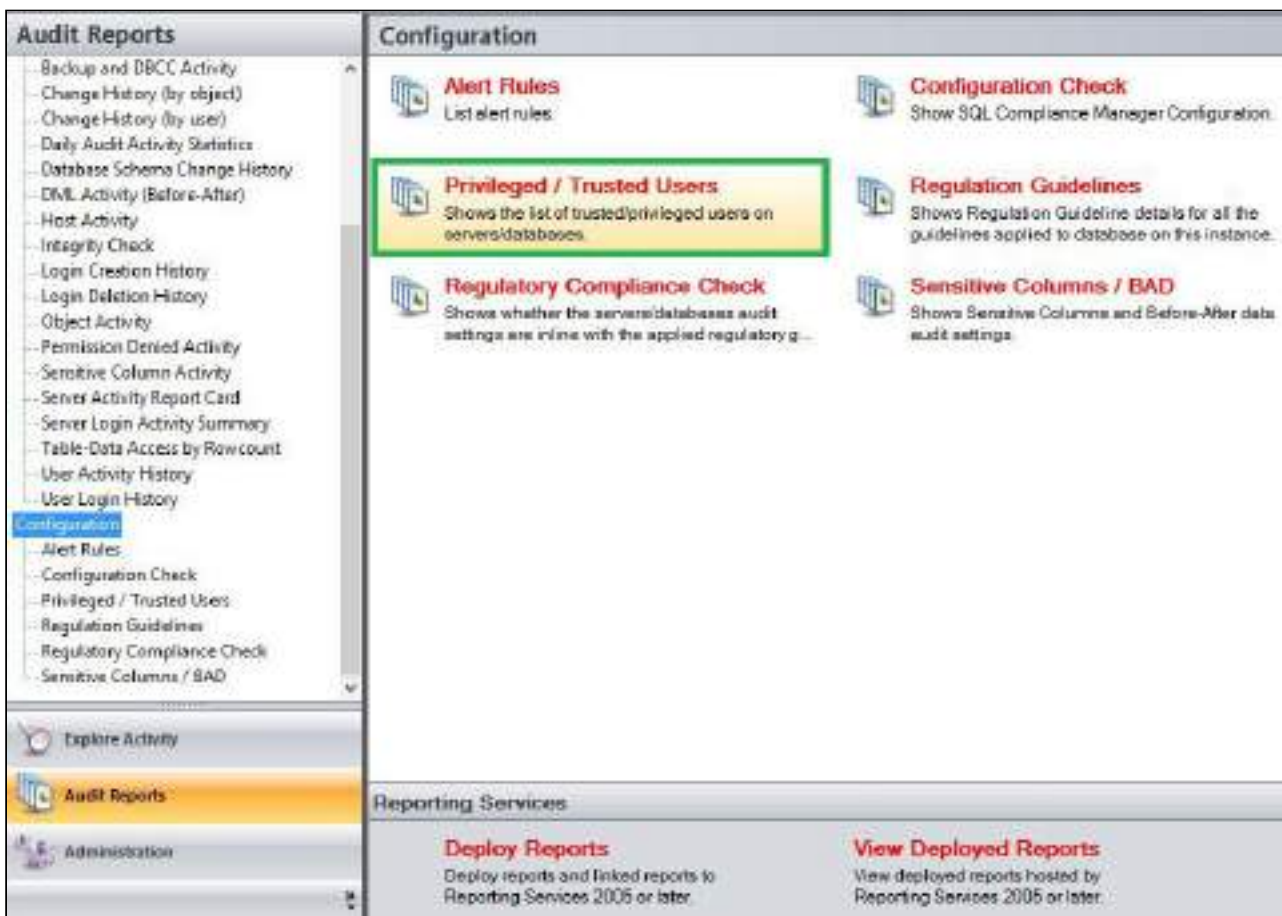 Audit Reports
Backup and DBCC Activity
Change History (by object)
Change History (by user)
Daily Audit Activity Statistics
Database Schema Change History
DML Activity (Before-After)
Host Activity
Integrity Check
Login Creation History
Login Deletion History
Object Activity
Permission Denied Activity
Sensitive Column Activity
Server Activity Report Card
Server Login Activity Summary
Table-Data Access by Rowcount
User Activity History
User Login History
Configuration
Alert Rules
Configuration Check
Privileged / Trusted Users
Regulation Guidelines
Regulatory Compliance Check
Sensitive Columns / BAD
Explore Activity
Audit Reports
Administration
Configuration
Alert Rules
List alert rules.
Configuration Check
Show SQL Compliance Manager Configuration.
Privileged / Trusted Users
Shows the list of trusted/privileged users on
servers/databases.
Regulation Guidelines
Shows Regulation Guideline details for all the
guidelines applied to database on this instance.
Regulatory Compliance Check
Shows whether the servers/databases audit
settings are inline with the applied regulatory g...
Sensitive Columns / BAD
Shows Sensitive Columns and Before-After data
audit settings.
Reporting Services
Deploy Reports
Deploy reports and linked reports to
Reporting Services 2005 or later.
View Deployed Reports
View deployed reports hosted by
Reporting Services 2005 or later.